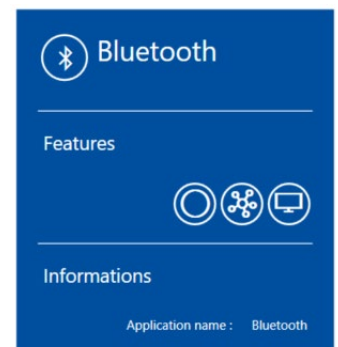 Bluetooth
Features
Informations
Application name : Bluetooth